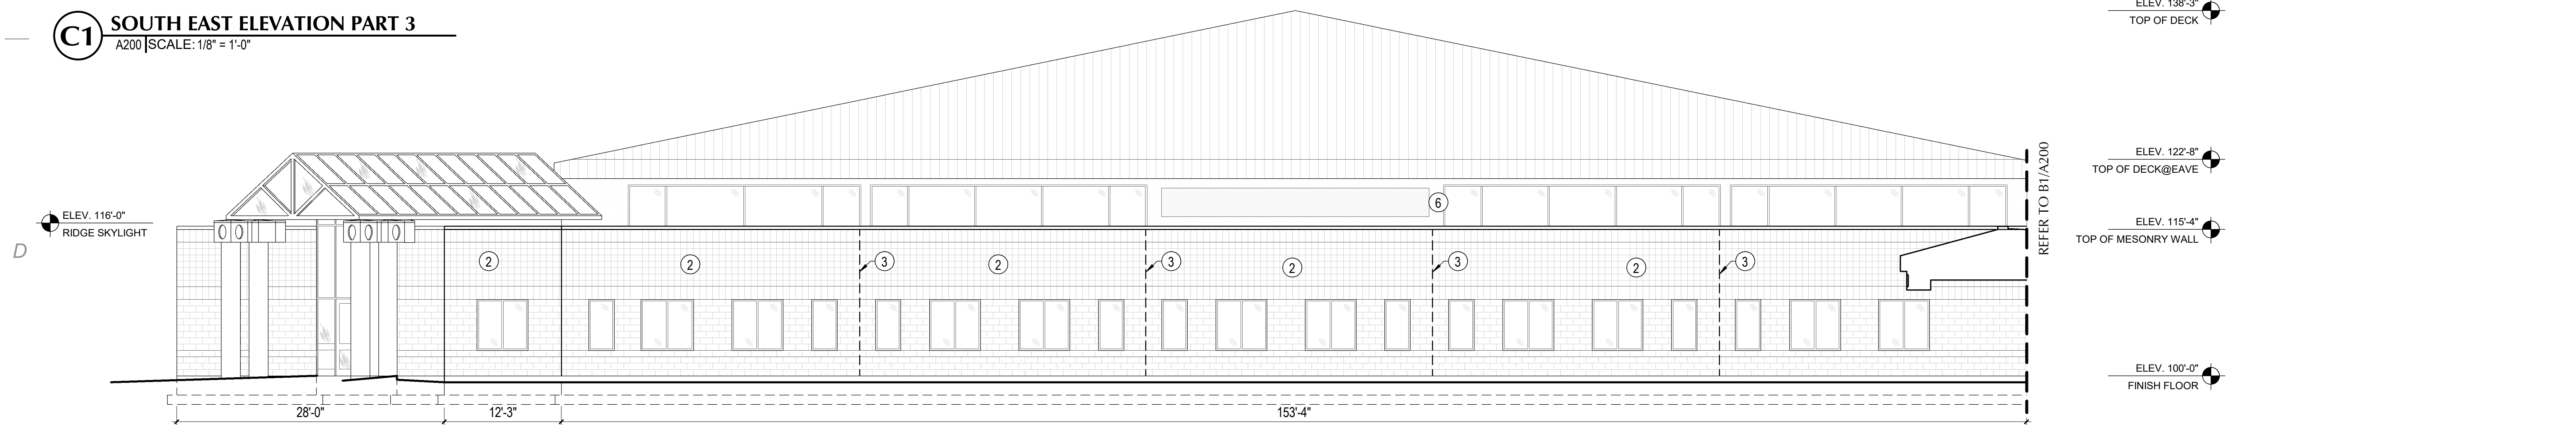 C1
SOUTH EAST ELEVATION PART 3
A200 SCALE: 1/8" = 1'-0"
ELEV. 138'-3"
TOP OF DECK
ELEV. 122'-8"
TOP OF DECK@EAVE
ELEV. 116'-0"
RIDGE SKYLIGHT
ELEV. 115'-4"
TOP OF MESONRY WALL
REFER TO B1/A200
D
6
2
2
3
2
3
2
3
2
3
ELEV. 100'-0"
FINISH FLOOR
28'-0"
12'-3"
153'-4"